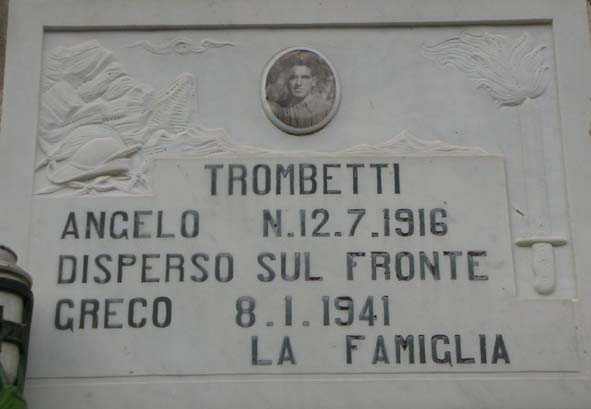 TROMBETTI
ANGELO N.12.7.1916
DISPERSO SUL FRONTE
GRECO 8.1.1941
LA FAMIGLIA